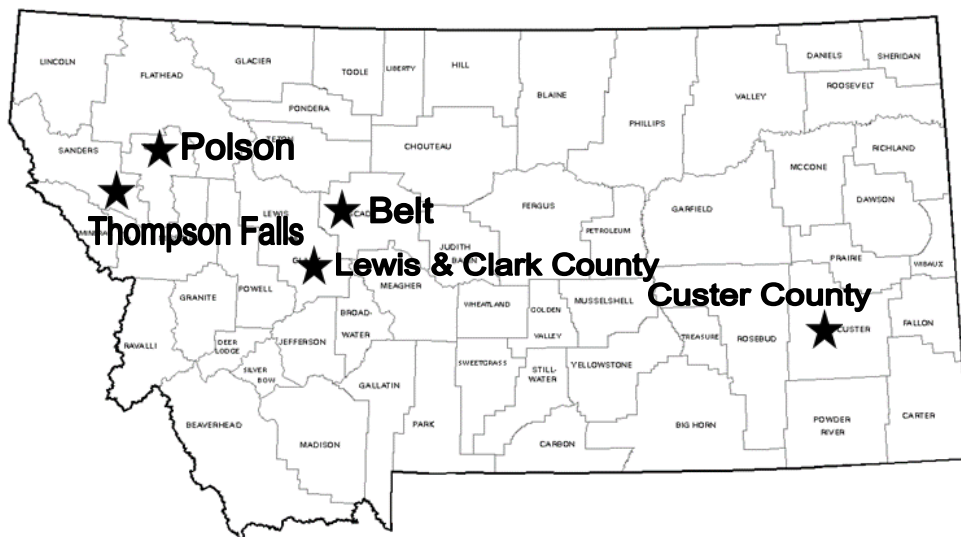 LINCOLN
FLATHEAD
GLACIER
TOOLE
LIBERTY
HILL
BLAINE
PHILLIPS
VALLEY
DANIELS
SHERIDAN
ROOSEVELT
PONDERA
SANDERS
Polson
CHOUTEAU
RICHLAND
MCCONE
DAWSON
LEWIS
Belt
FERGUS
GARFIELD
Thompson Falls
PETROLEUM
JUDITH
Lewis & Clark County
PRAIRIE
WIBAUX
MEAGHER
POWELL
GRANITE
Custer County
WHEATLAND
GOLDEN
VALLEY
MUSSELSHELL
BROAD-
WATER
JEFFERSON
TREASURE
ROSEBUD
CUSTER
FALLON
RAVALLI
DEER
LODGE
SILVER
BOW
SWEETGRASS
STILL-
WATER
YELLOWSTONE
GALLATIN
PARK
BEAVERHEAD
MADISON
CARBON
BIG HORN
POWDER
RIVER
CARTER